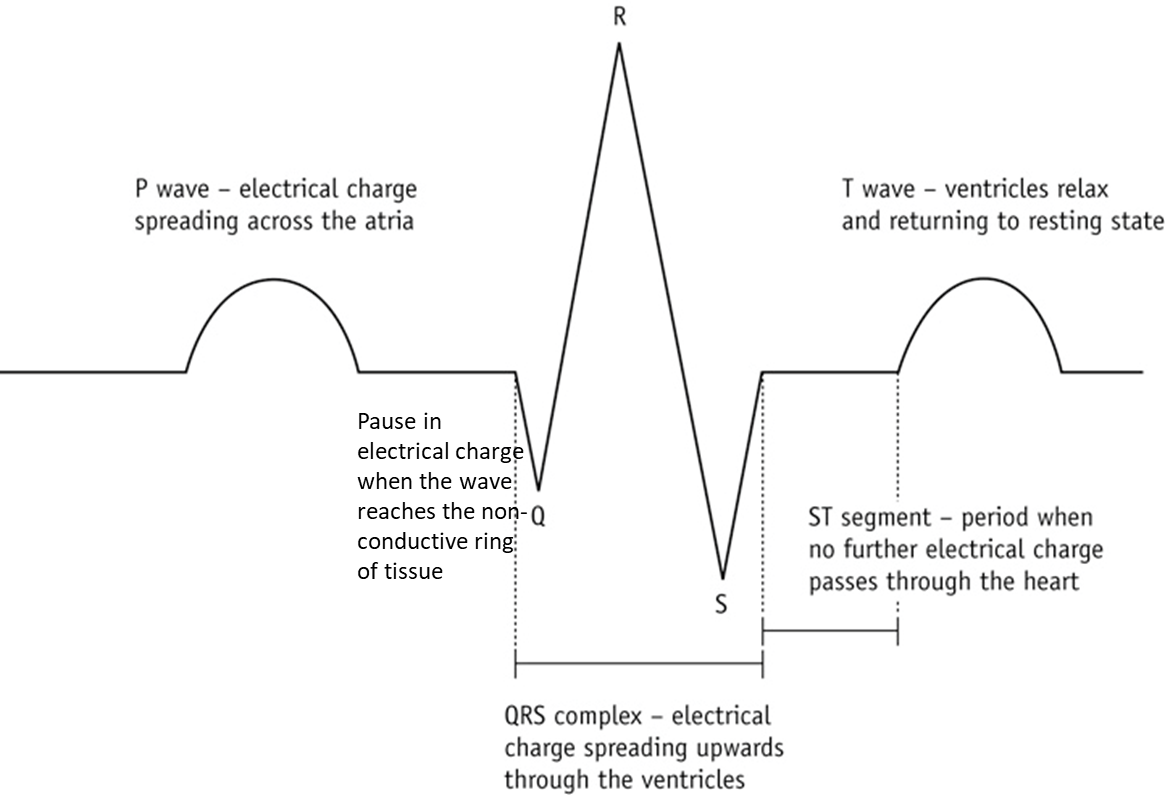 R
P wave – electrical charge
spreading across the atria
T wave – ventricles relax
and returning to resting state
Pause in
electrical charge
when the wave
reaches the non-
conductive ring
of tissue
Q
S
ST segment – period when
no further electrical charge
passes through the heart
QRS complex – electrical
charge spreading upwards
through the ventricles